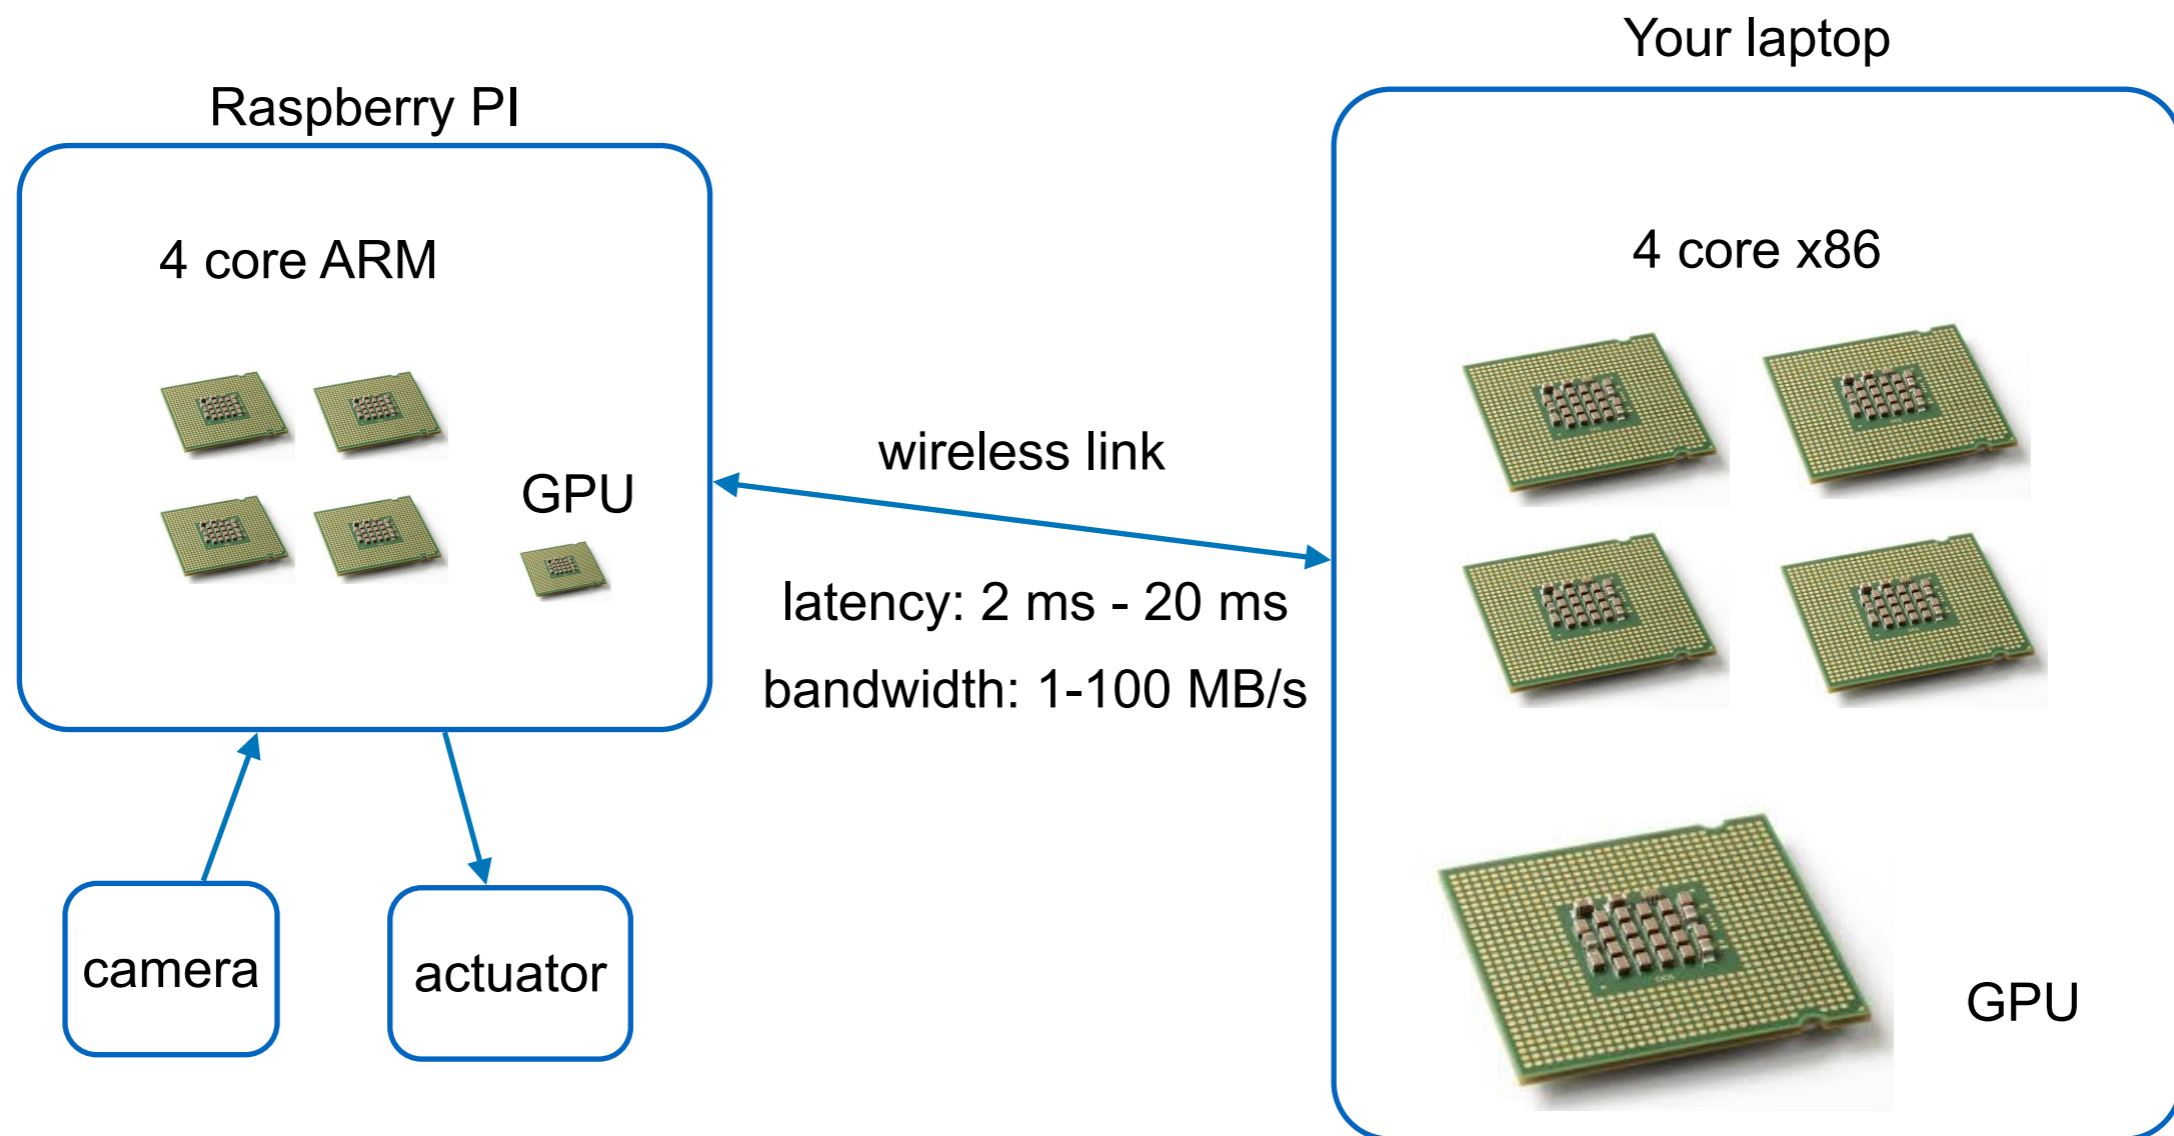 Your laptop
Raspberry PI
4 core ARM
4 core x86
GPU
wireless link
latency: 2 ms - 20 ms
bandwidth: 1-100 MB/s
camera
actuator
GPU